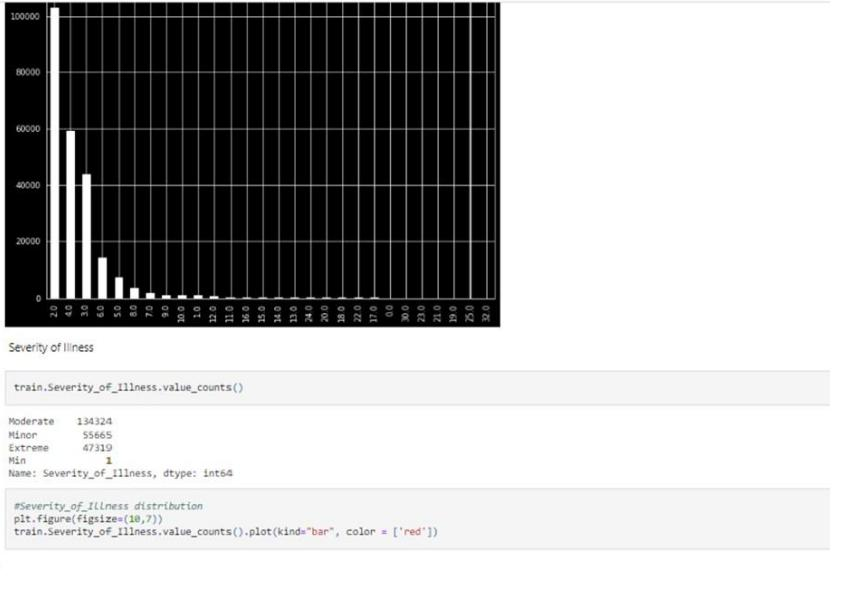 100000
80000
60000
40000
20000
0
2.0 4.0 3.0 6.0 5.0 8.0 7.0 9.0 10.0 1.0 12.0 11.0 16.0 15.0 14.0 13.0 24.0 20.0 18.0 22.0 17.0 0.0 30.0 23.0 21.0 19.0 25.0 32.0
Severity of Illness
train.Severity_of_Illness.value_counts()
Moderate 134324
Minor 55665
Extreme 47319
Min 1
Name: Severity_of_Illness, dtype: int64
#Severity_of_Illness distribution
plt.figure(figsize=(10,7))
train.Severity_of_Illness.value_counts().plot(kind="bar", color = ['red'])